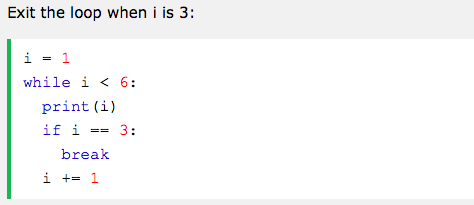 Exit the loop when i is 3:
i = 1
while i < 6:
  print(i)
  if i == 3:
    break
  i += 1